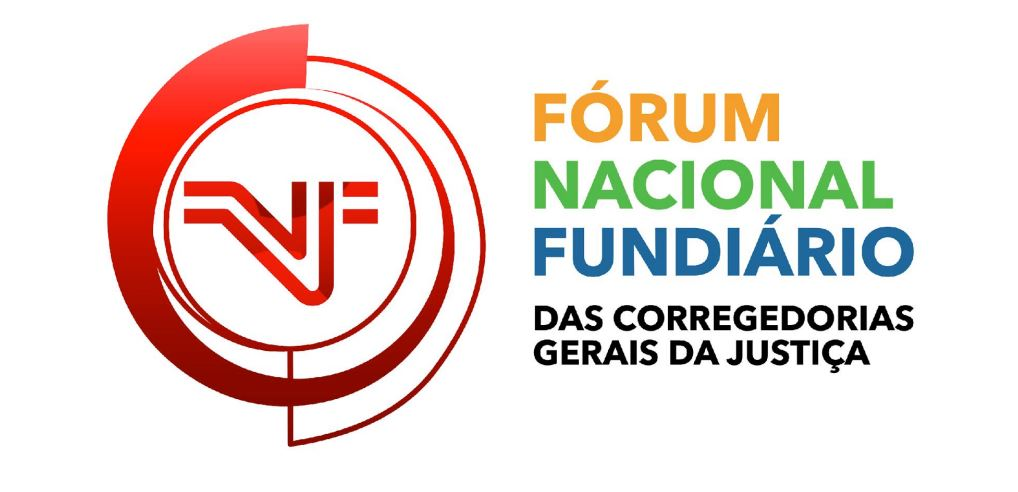 FÓRUM
NACIONAL
FUNDIÁRIO
DAS CORREGEDORIAS
GERAIS DA JUSTIÇA